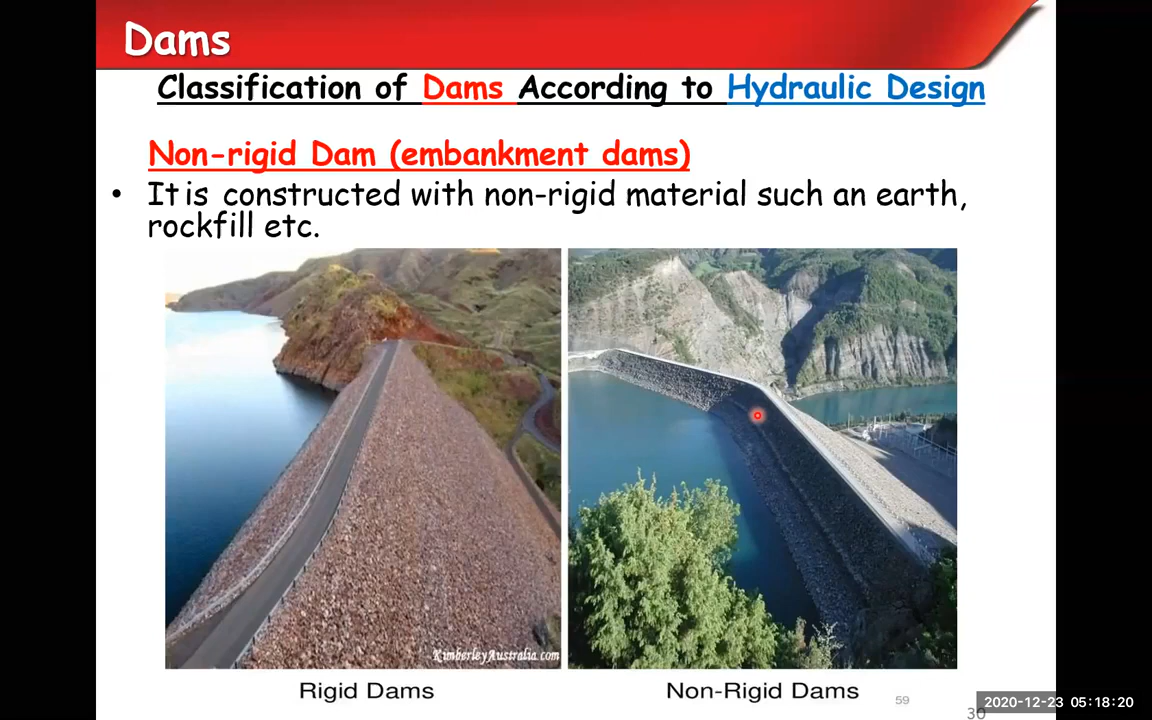 Dams
Classification of Dams According to Hydraulic Design
Non-rigid Dam (embankment dams)
• It is constructed with non-rigid material such an earth,
rockfill etc.
KimberleyAustralia.com
Rigid Dams
Non-Rigid Dams
59
30
2020-12-23 05:18:20